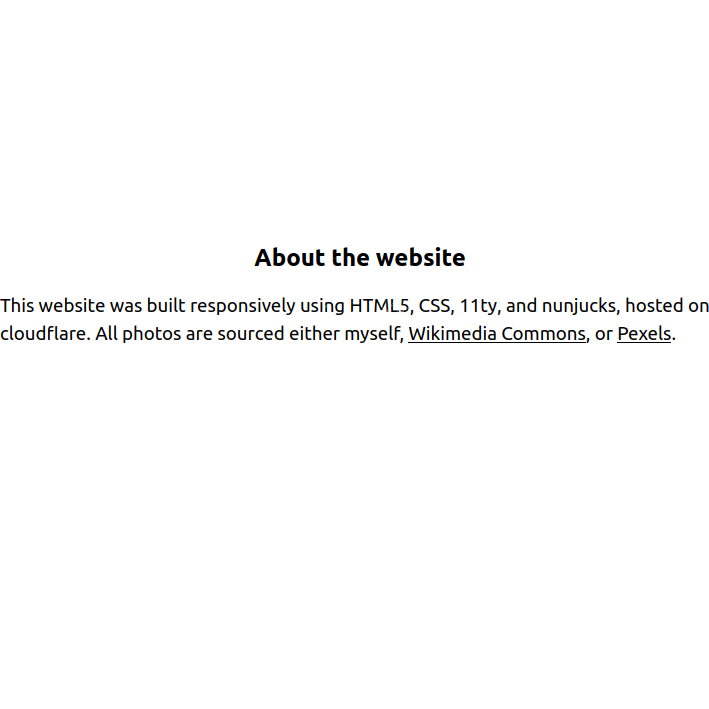 About the website
This website was built responsively using HTML5, CSS, 11ty, and nunjucks, hosted on
cloudflare. All photos are sourced either myself, Wikimedia Commons, or Pexels.